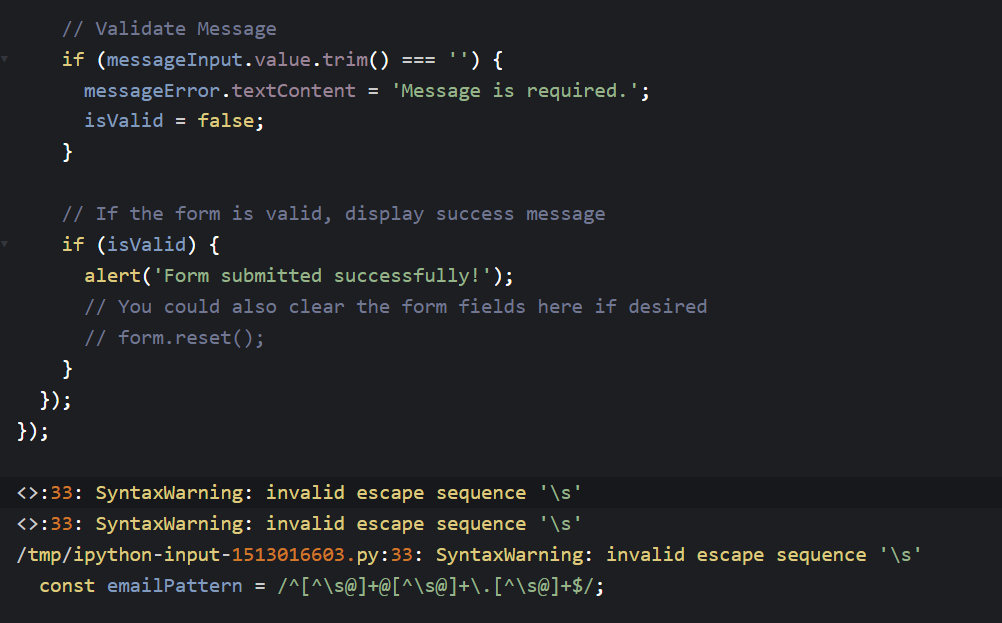 // Validate Message
if (messageInput.value.trim() === '') {
messageError.textContent = 'Message is required.';
isValid = false;
}
// If the form is valid, display success message
if (isValid) {
alert('Form submitted successfully!');
// You could also clear the form fields here if desired
// form.reset();
}
});
});
<>:33: SyntaxWarning: invalid escape sequence '\s'
<>:33: SyntaxWarning: invalid escape sequence '\s'
/tmp/ipython-input-1513016603.py:33: SyntaxWarning: invalid escape sequence '\s'
const emailPattern = /^[^\s@]+@[^\s@]+\.[^\s@]+$/;